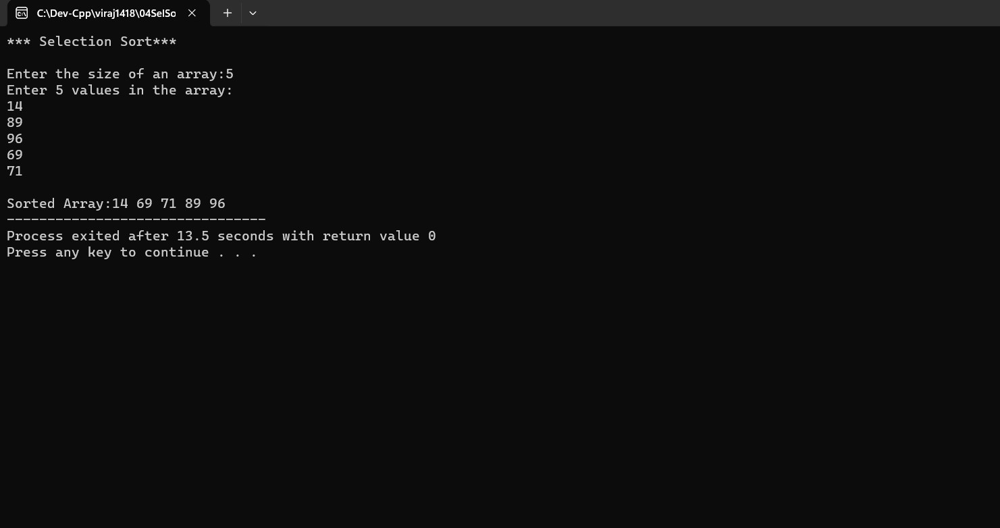 C:\Dev-Cpp\viraj1418\04SelSo
*** Selection Sort***
Enter the size of an array:5
Enter 5 values in the array:
14
89
96
69
71
Sorted Array:14 69 71 89 96
--------------------------------
Process exited after 13.5 seconds with return value 0
Press any key to continue . . .